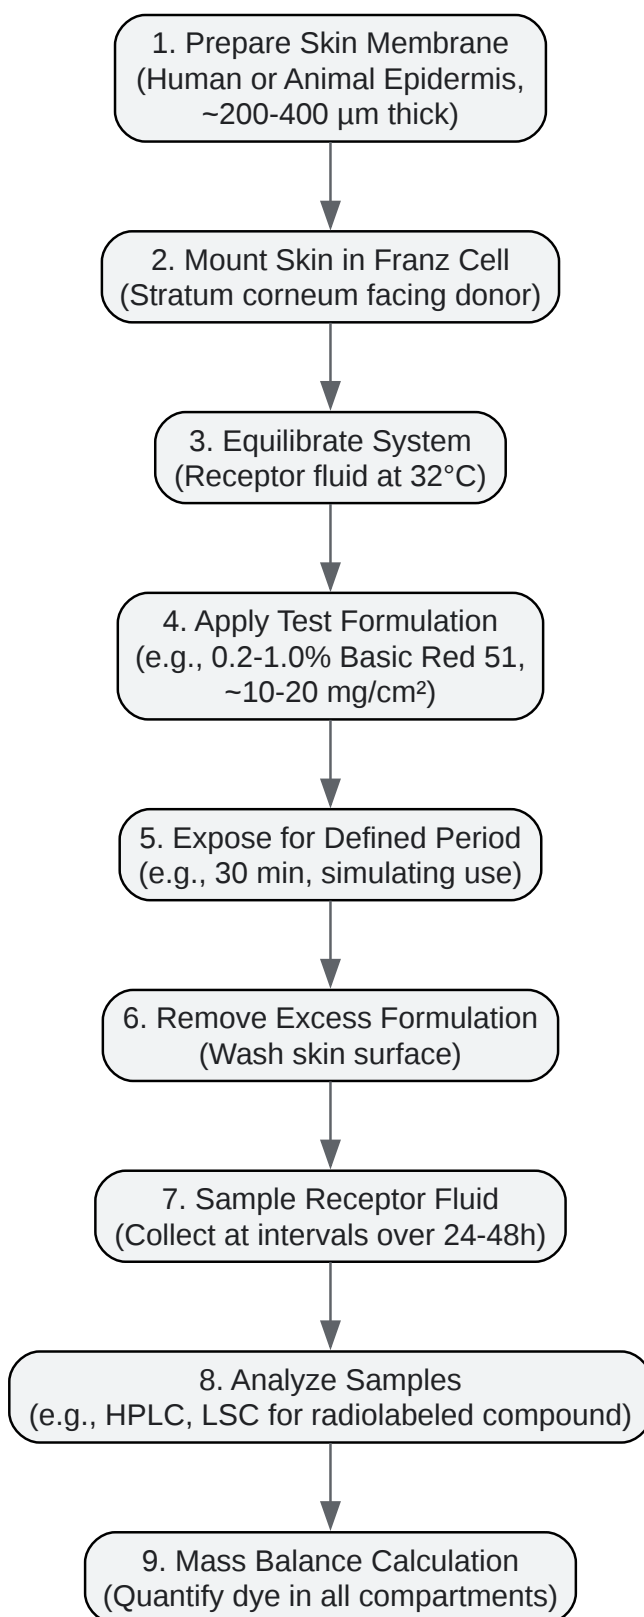 1. Prepare Skin Membrane
(Human or Animal Epidermis,
~200-400 µm thick)
2. Mount Skin in Franz Cell
(Stratum corneum facing donor)
3. Equilibrate System
(Receptor fluid at 32°C)
4. Apply Test Formulation
(e.g., 0.2-1.0% Basic Red 51,
~10-20 mg/cm²)
5. Expose for Defined Period
(e.g., 30 min, simulating use)
6. Remove Excess Formulation
(Wash skin surface)
7. Sample Receptor Fluid
(Collect at intervals over 24-48h)
8. Analyze Samples
(e.g., HPLC, LSC for radiolabeled compound)
9. Mass Balance Calculation
(Quantify dye in all compartments)